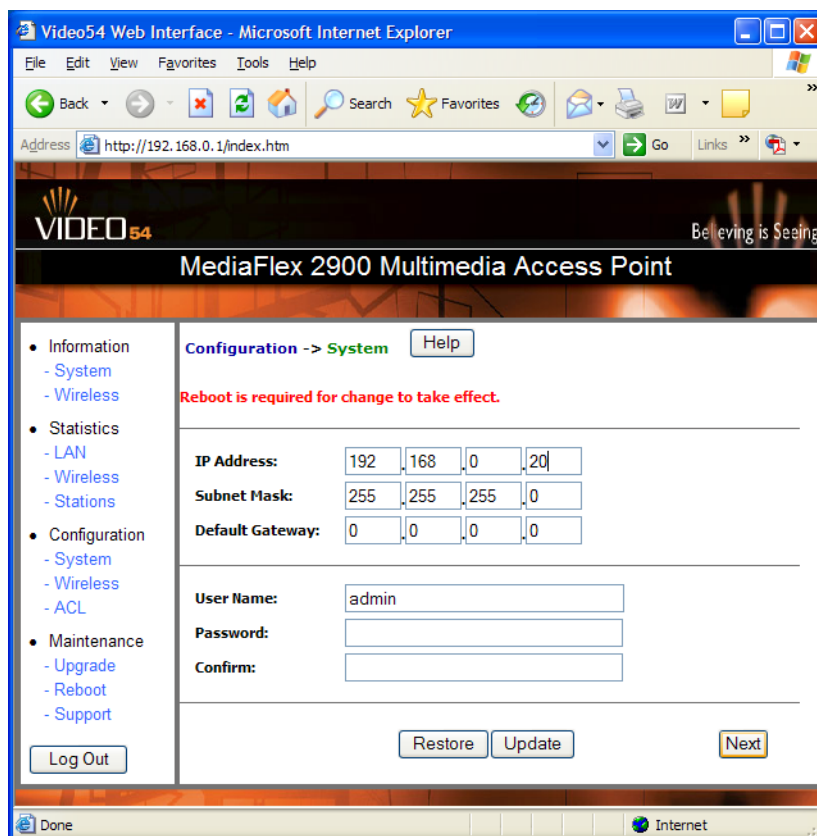 Video54 Web Interface - Microsoft Internet Explorer
File Edit View Favorites Tools Help
Back Search Favorites W »
Address http://192.168.0.1/index.htm Go Links »
VIDEO 54
Believing is Seeing
MediaFlex 2900 Multimedia Access Point
Information
- System
- Wireless
Statistics
- LAN
- Wireless
- Stations
Configuration
- System
- Wireless
- ACL
Maintenance
- Upgrade
- Reboot
- Support
Log Out
Configuration -> System Help
Reboot is required for change to take effect.
IP Address: 192 . 168 . 0 . 20
Subnet Mask: 255 . 255 . 255 . 0
Default Gateway: 0 . 0 . 0 . 0
User Name: admin
Password:
Confirm:
Restore Update Next
Done Internet